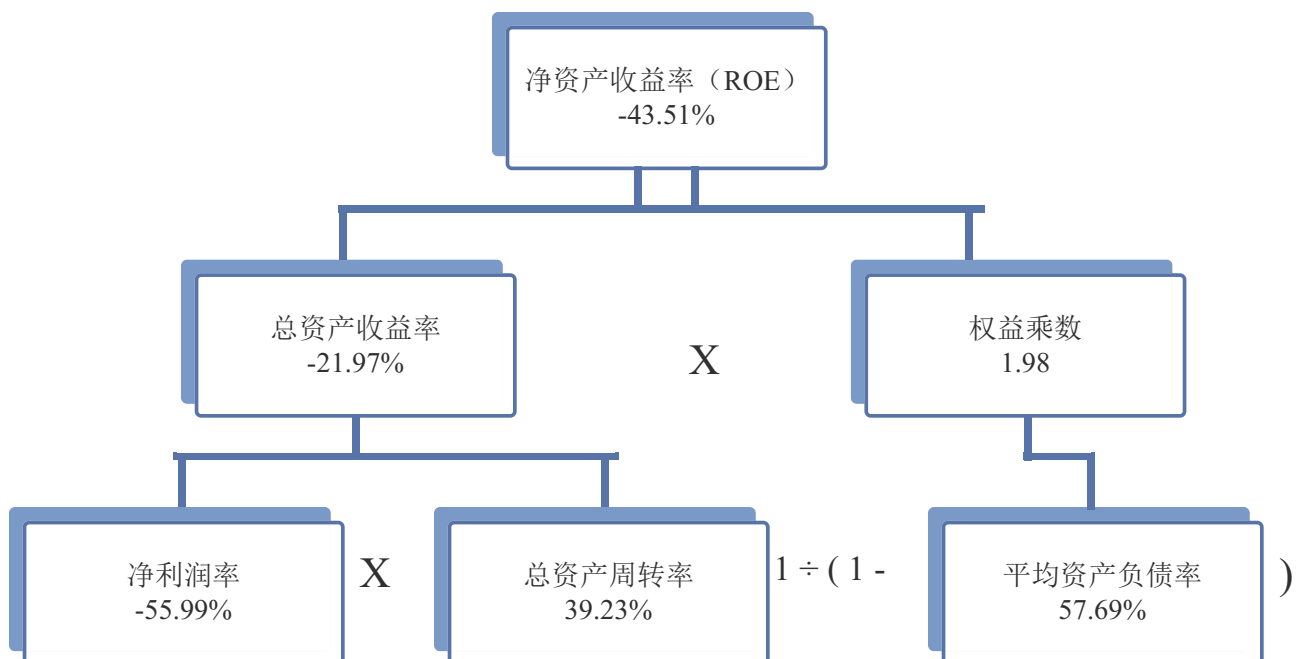 净资产收益率（ROE）
-43.51%
总资产收益率
-21.97%
X
权益乘数
1.98
净利润率
-55.99%
X
总资产周转率
39.23%
1 ÷ ( 1 -
平均资产负债率
57.69%
)